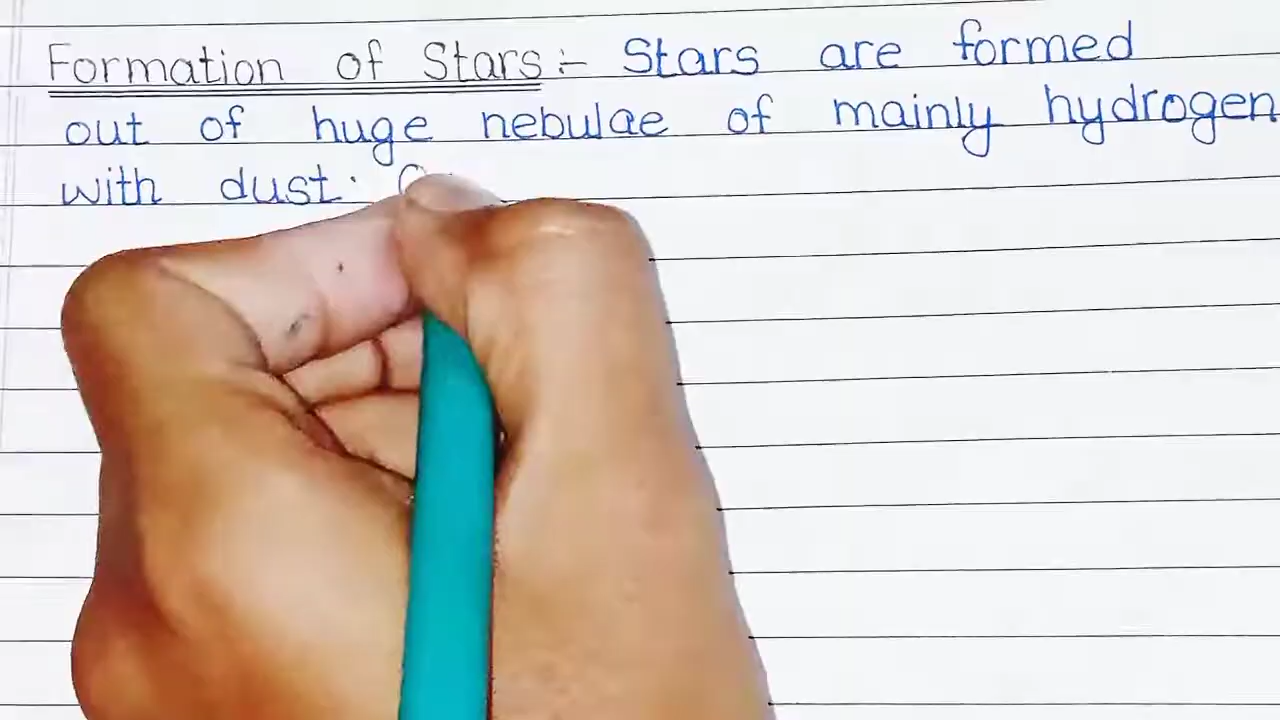 Formation of Stars:- Stars are formed
out of huge nebulae of mainly hydrogen
with dust.